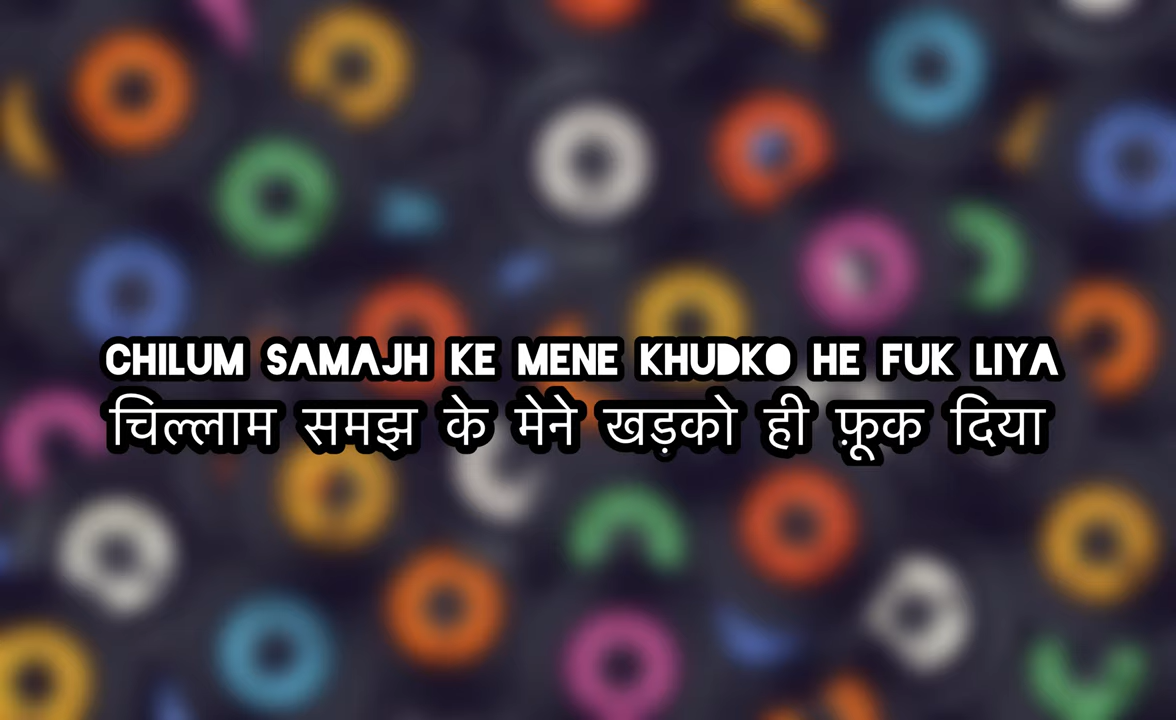 CHILUM SAMAJH KE MENE KHUDKO HE FUK LIYA
चिल्लाम समझ के मेने खड़को ही फ़ूक दिया